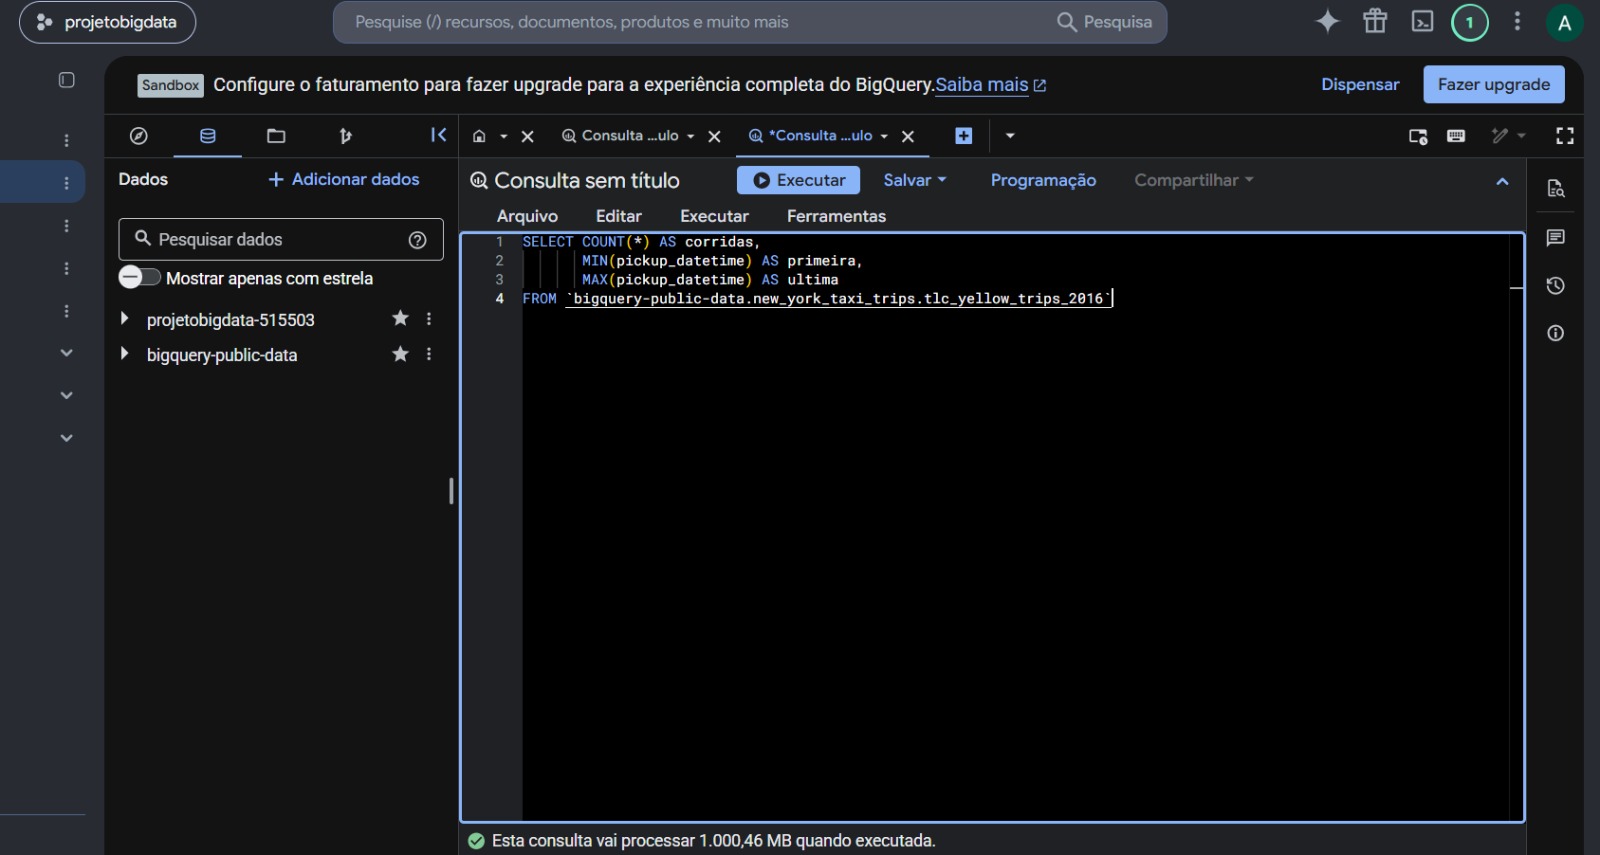 projetobigdata
Pesquise (/) recursos, documentos, produtos e muito mais
Pesquisa
1
A
Sandbox Configure o faturamento para fazer upgrade para a experiência completa do BigQuery. Saiba mais
Dispensar
Fazer upgrade
Consulta ...ulo
*Consulta ...ulo
Dados
+ Adicionar dados
Consulta sem título
Executar
Salvar
Programação
Compartilhar
Arquivo
Editar
Executar
Ferramentas
Pesquisar dados
Mostrar apenas com estrela
projetobigdata-515503
bigquery-public-data
1 SELECT COUNT(*) AS corridas,
2 MIN(pickup_datetime) AS primeira,
3 MAX(pickup_datetime) AS ultima
4 FROM `bigquery-public-data.new_york_taxi_trips.tlc_yellow_trips_2016`
Esta consulta vai processar 1.000,46 MB quando executada.